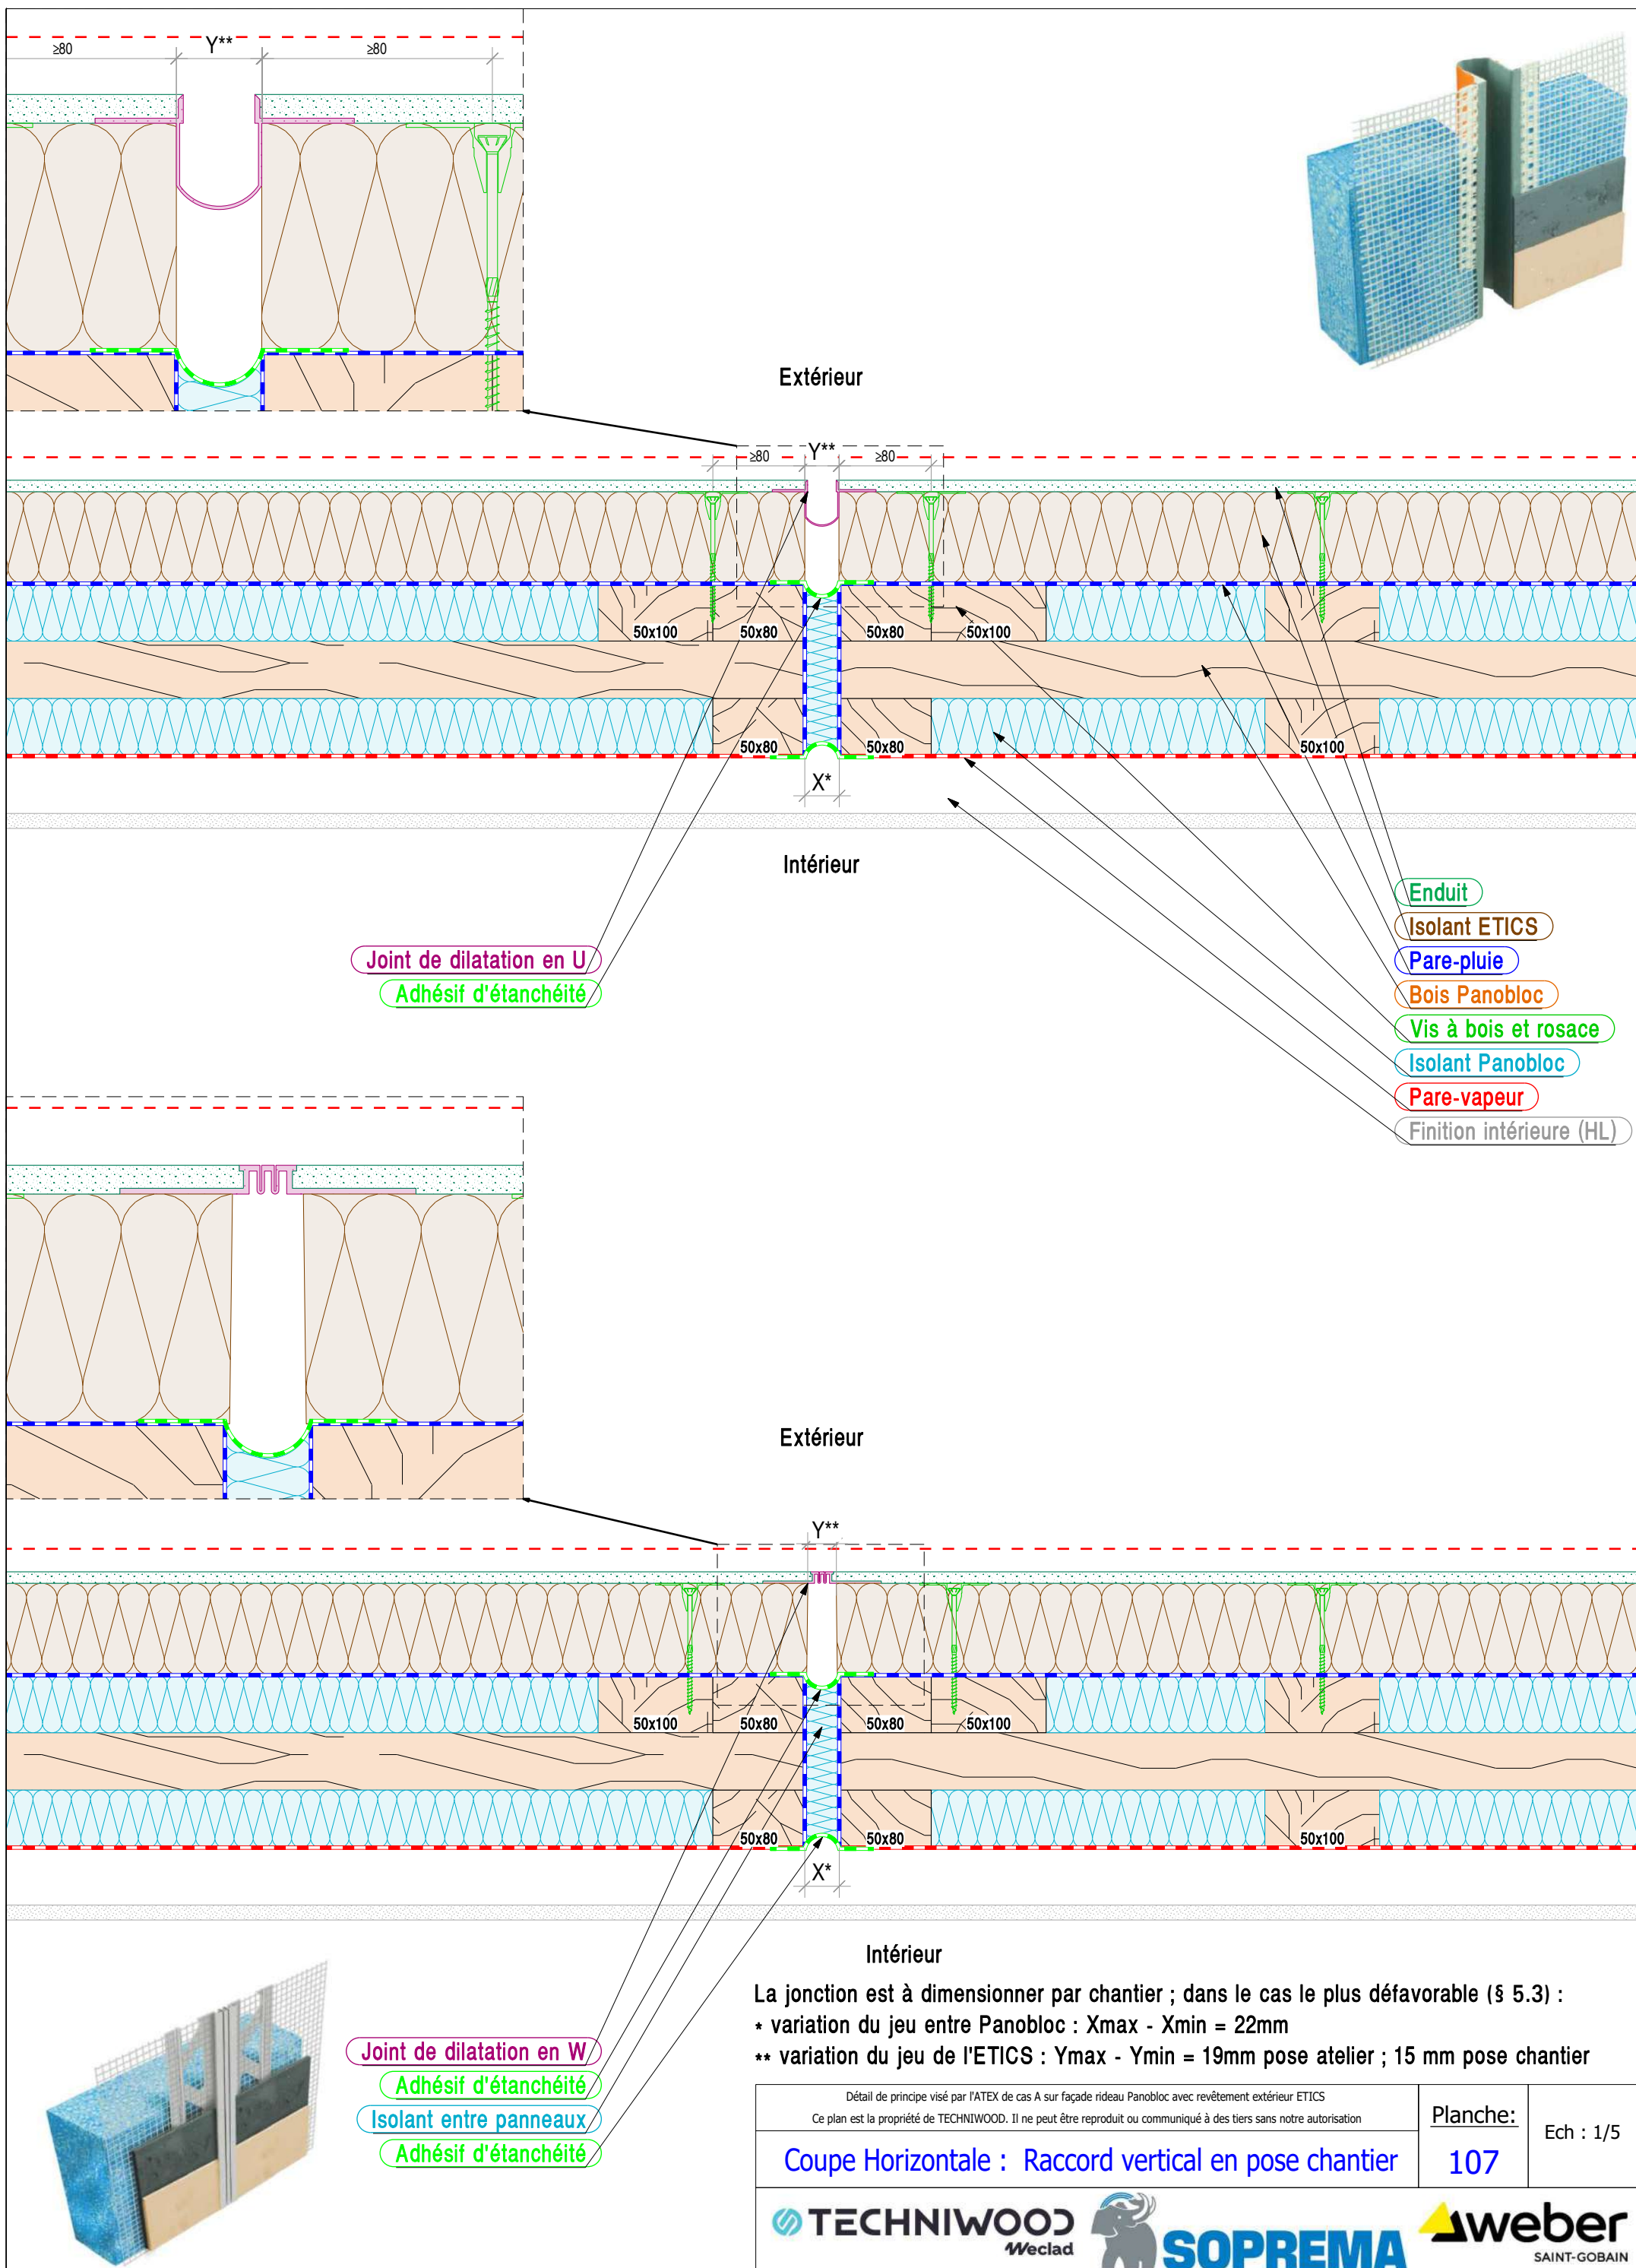 ≥80 Y** ≥80
Extérieur
≥80 Y** ≥80
50x100 50x80 50x80 50x100
50x80 50x80 50x100
X*
Intérieur
Joint de dilatation en U
Adhésif d'étanchéité
Enduit
Isolant ETICS
Pare-pluie
Bois Panobloc
Vis à bois et rosace
Isolant Panobloc
Pare-vapeur
Finition intérieure (HL)
Extérieur
Y**
50x100 50x80 50x80 50x100
50x80 50x80 50x100
X*
Intérieur
Joint de dilatation en W
Adhésif d'étanchéité
Isolant entre panneaux
Adhésif d'étanchéité
La jonction est à dimensionner par chantier ; dans le cas le plus défavorable (§ 5.3) :
* variation du jeu entre Panobloc : Xmax - Xmin = 22mm
** variation du jeu de l'ETICS : Ymax - Ymin = 19mm pose atelier ; 15 mm pose chantier
Détail de principe visé par l'ATEX de cas A sur façade rideau Panobloc avec revêtement extérieur ETICS
Ce plan est la propriété de TECHNIWOOD. Il ne peut être reproduit ou communiqué à des tiers sans notre autorisation
Coupe Horizontale : Raccord vertical en pose chantier
Planche:
107
Ech : 1/5
TECHNIWOOD
Weclad
SOPREMA
weber
SAINT-GOBAIN